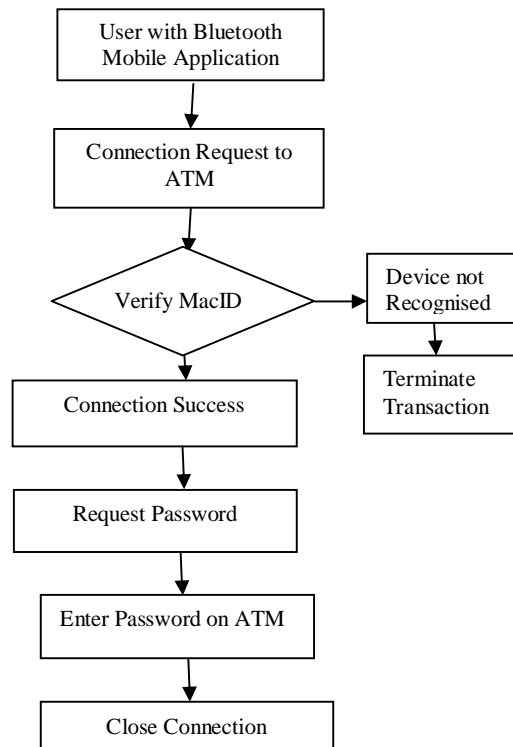 User with Bluetooth
Mobile Application
Connection Request to
ATM
Verify MacID
Device not
Recognised
Terminate
Transaction
Connection Success
Request Password
Enter Password on ATM
Close Connection